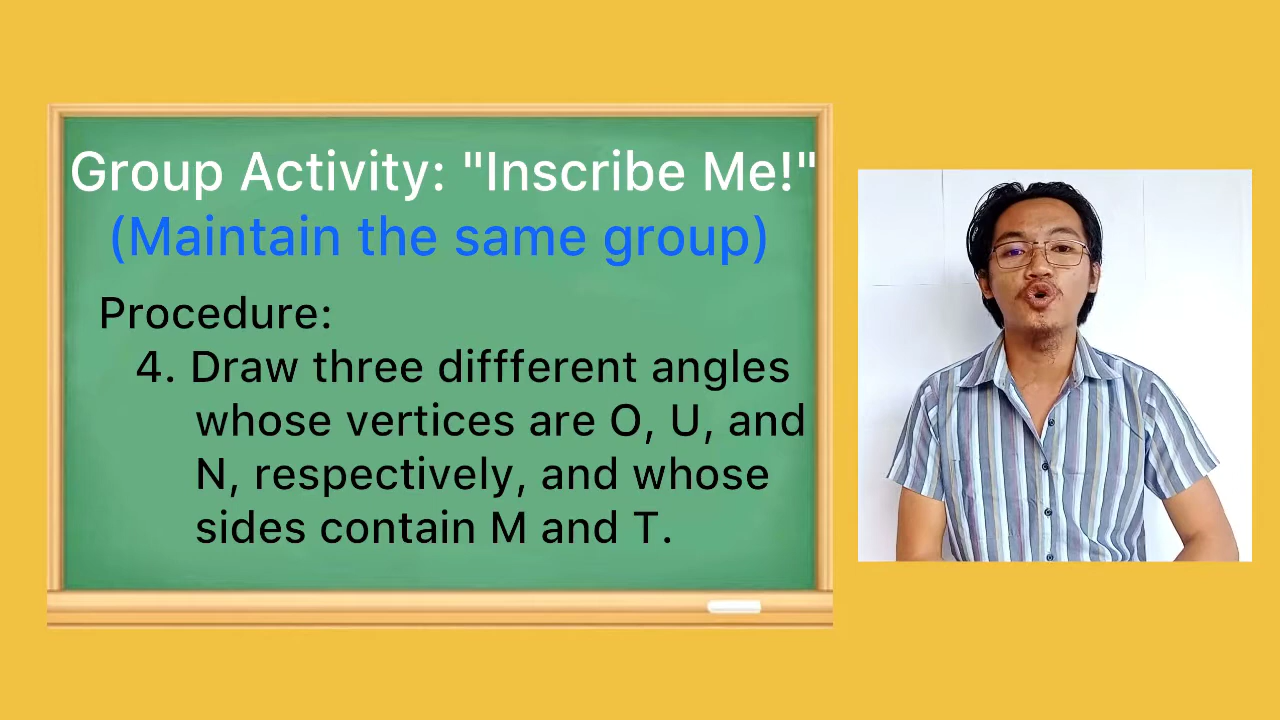 Group Activity: "Inscribe Me!"
(Maintain the same group)
Procedure:
4. Draw three diffferent angles
whose vertices are O, U, and
N, respectively, and whose
sides contain M and T.